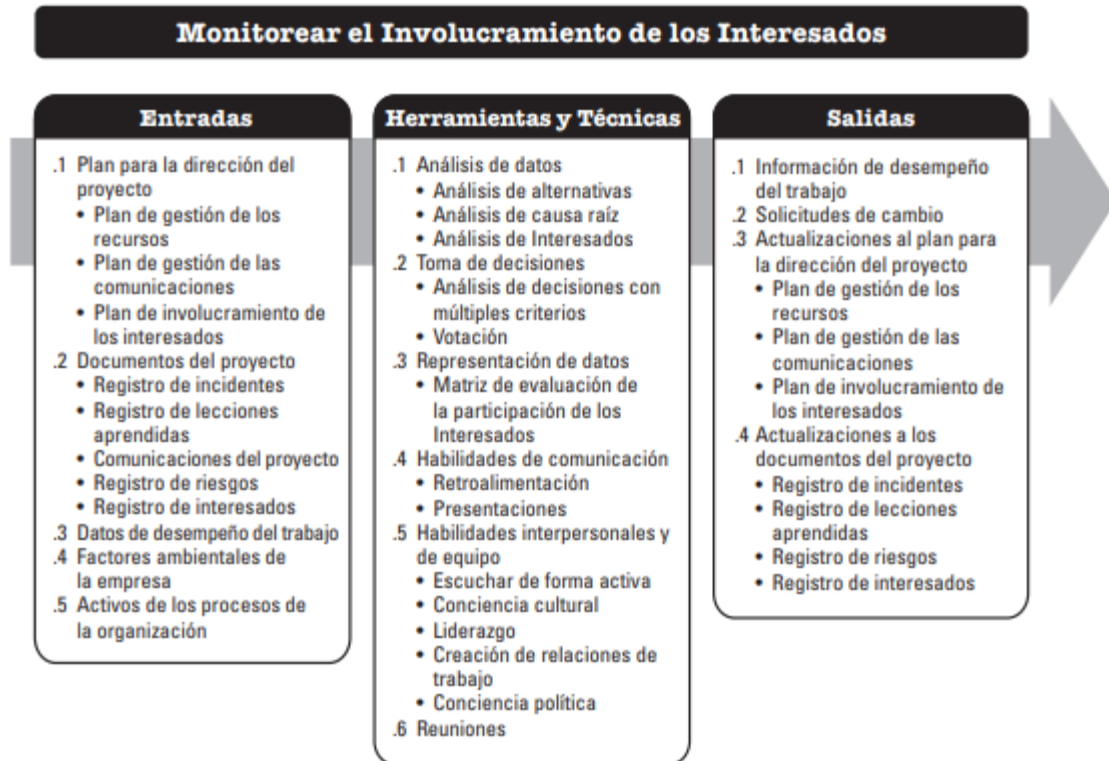 Monitorear el Involucramiento de los Interesados
Entradas
.1 Plan para la dirección del
proyecto
• Plan de gestión de los
recursos
• Plan de gestión de las
comunicaciones
• Plan de involucramiento de
los interesados
.2 Documentos del proyecto
• Registro de incidentes
• Registro de lecciones
aprendidas
• Comunicaciones del proyecto
• Registro de riesgos
• Registro de interesados
.3 Datos de desempeño del trabajo
.4 Factores ambientales de
la empresa
.5 Activos de los procesos de
la organización
Herramientas y Técnicas
.1 Análisis de datos
• Análisis de alternativas
• Análisis de causa raíz
• Análisis de Interesados
.2 Toma de decisiones
• Análisis de decisiones con
múltiples criterios
• Votación
.3 Representación de datos
• Matriz de evaluación de
la participación de los
Interesados
.4 Habilidades de comunicación
• Retroalimentación
• Presentaciones
.5 Habilidades interpersonales y
de equipo
• Escuchar de forma activa
• Conciencia cultural
• Liderazgo
• Creación de relaciones de
trabajo
• Conciencia política
.6 Reuniones
Salidas
.1 Información de desempeño
del trabajo
.2 Solicitudes de cambio
.3 Actualizaciones al plan para
la dirección del proyecto
• Plan de gestión de los
recursos
• Plan de gestión de las
comunicaciones
• Plan de involucramiento de
los interesados
.4 Actualizaciones a los
documentos del proyecto
• Registro de incidentes
• Registro de lecciones
aprendidas
• Registro de riesgos
• Registro de interesados